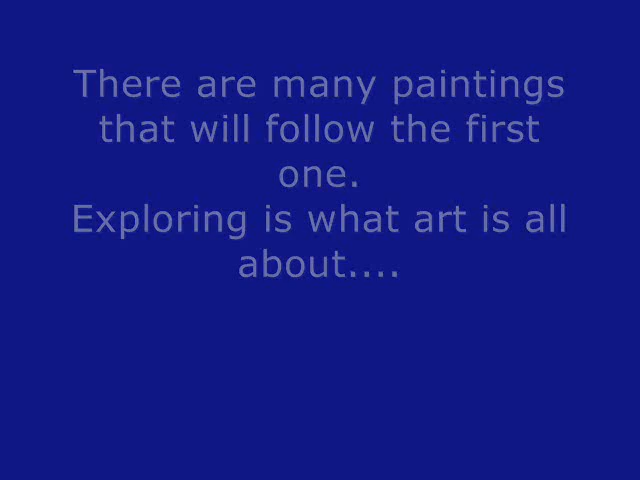 There are many paintings
that will follow the first
one.
Exploring is what art is all
about....